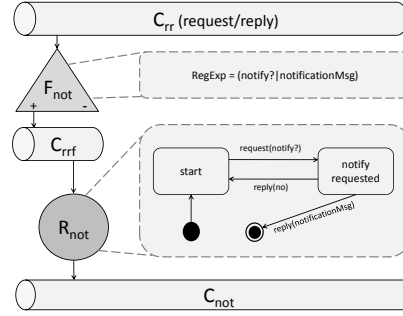 Crr (request/reply)
Fnot
+ -
RegExp = (notify?|notificationMsg)
Crrf
start
request(notify?)
reply(no)
notify
requested
reply(notificationMsg)
Rnot
Cnot